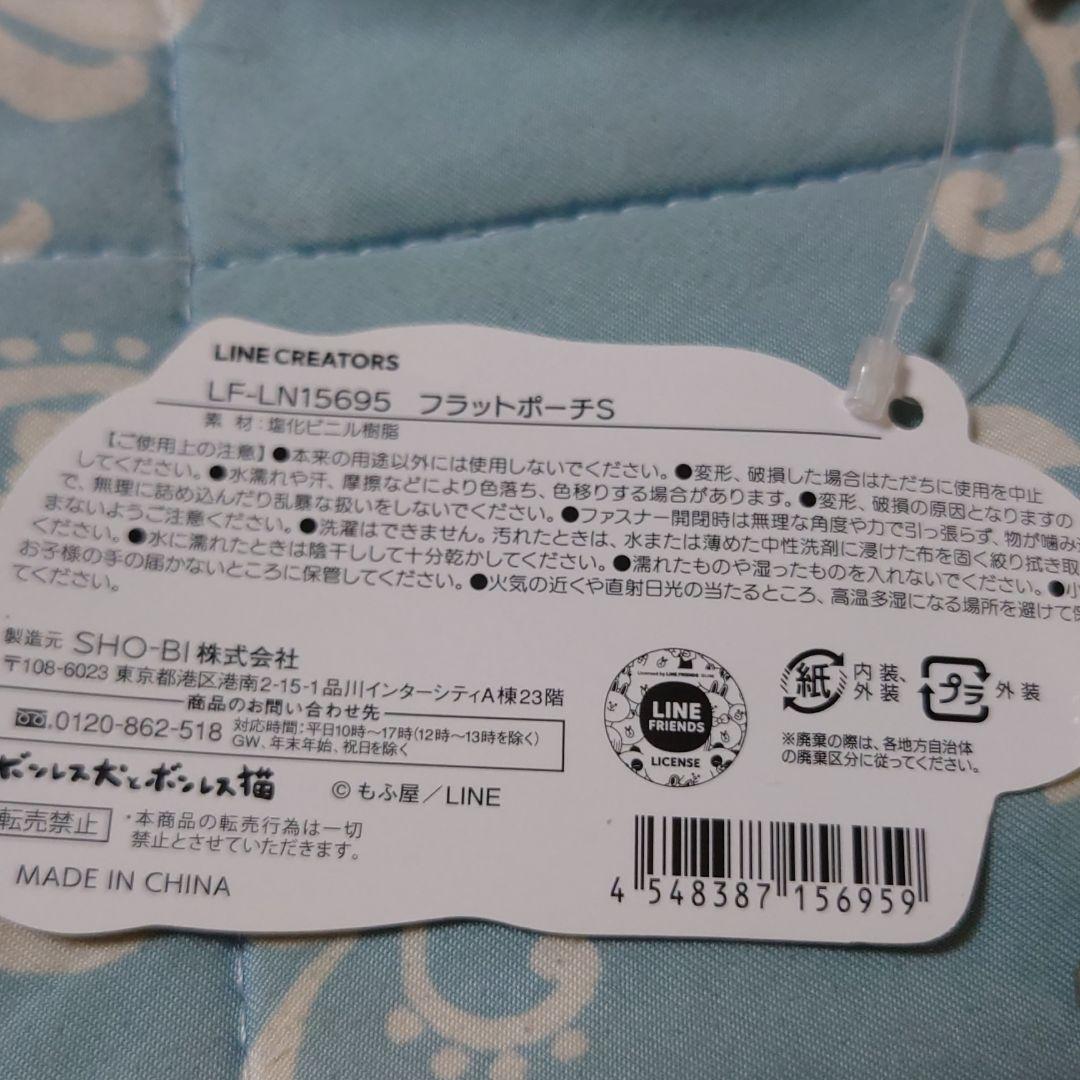 LINE CREATORS
LF-LN15695 フラットポーチS
素 材:塩化ビニル樹脂
【ご使用上の注意】●本来の用途以外には使用しないでください。●変形、破損した場合はただちに使用を中止
してください。●水濡れや汗、摩擦などにより色落ち、色移りする場合があります。●変形、破損の原因となりますの
で、無理に詰め込んだり乱暴な扱いをしないでください。●ファスナー開閉時は無理な角度や力で引っ張らず、物が噛み
まないようご注意ください。●洗濯はできません。汚れたときは、水または薄めた中性洗剤に浸けた布を固く絞り拭き取
ください。●水に濡れたときは陰干しして十分乾かしてください。●濡れたものや湿ったものを入れないでください。●小
お子様の手の届かないところに保管してください。●火気の近くや直射日光の当たるところ、高温多湿になる場所を避けて保
てください。
製造元 SHO-BI株式会社
〒108-6023 東京都港区港南2-15-1品川インターシティA棟23階
商品のお問い合わせ先
0120-862-518 対応時間:平日10時〜17時(12時〜13時を除く)
GW、年末年始、祝日を除く
ボンレス犬とボンレス猫 ©もふ屋/LINE
転売禁止 *本商品の転売行為は一切
禁止とさせていただきます。
MADE IN CHINA
LINE
FRIENDS
LICENSE
紙 内装、
外装
プラ 外装
※廃棄の際は、各地方自治体
の廃棄区分に従ってください。
4 548387 156959